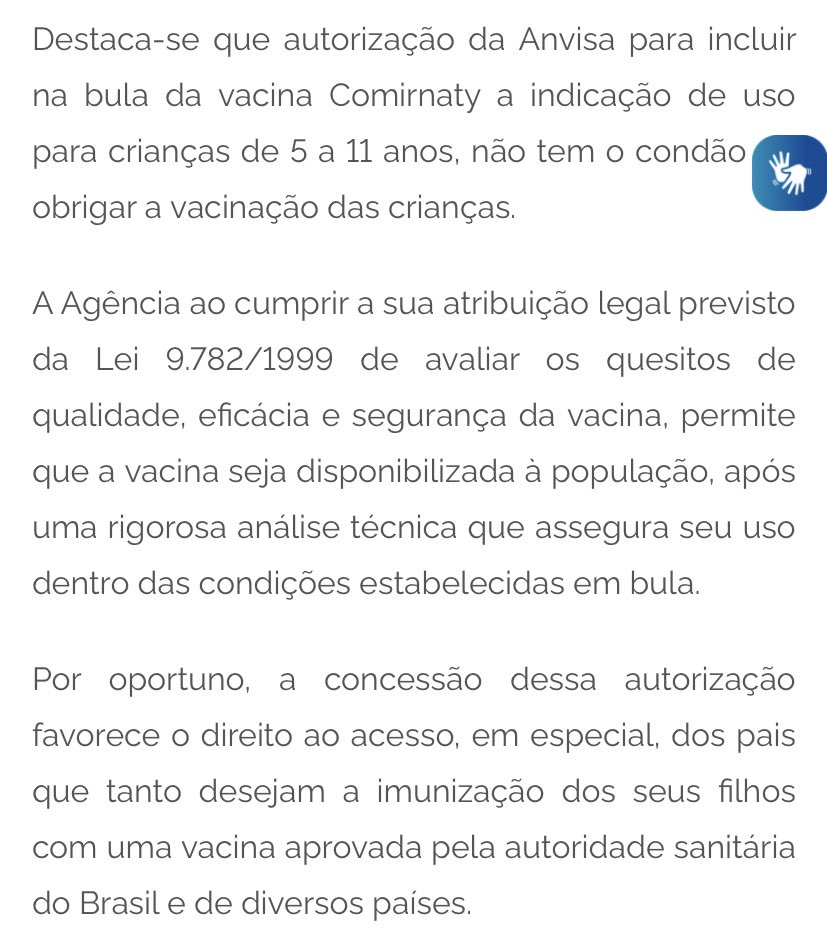 Destaca-se que autorização da Anvisa para incluir
na bula da vacina Comirnaty a indicação de uso
para crianças de 5 a 11 anos, não tem o condão
obrigar a vacinação das crianças.
A Agência ao cumprir a sua atribuição legal previsto
da Lei 9.782/1999 de avaliar os quesitos de
qualidade, eficácia e segurança da vacina, permite
que a vacina seja disponibilizada à população, após
uma rigorosa análise técnica que assegura seu uso
dentro das condições estabelecidas em bula.
Por oportuno, a concessão dessa autorização
favorece o direito ao acesso, em especial, dos pais
que tanto desejam a imunização dos seus filhos
com uma vacina aprovada pela autoridade sanitária
do Brasil e de diversos países.